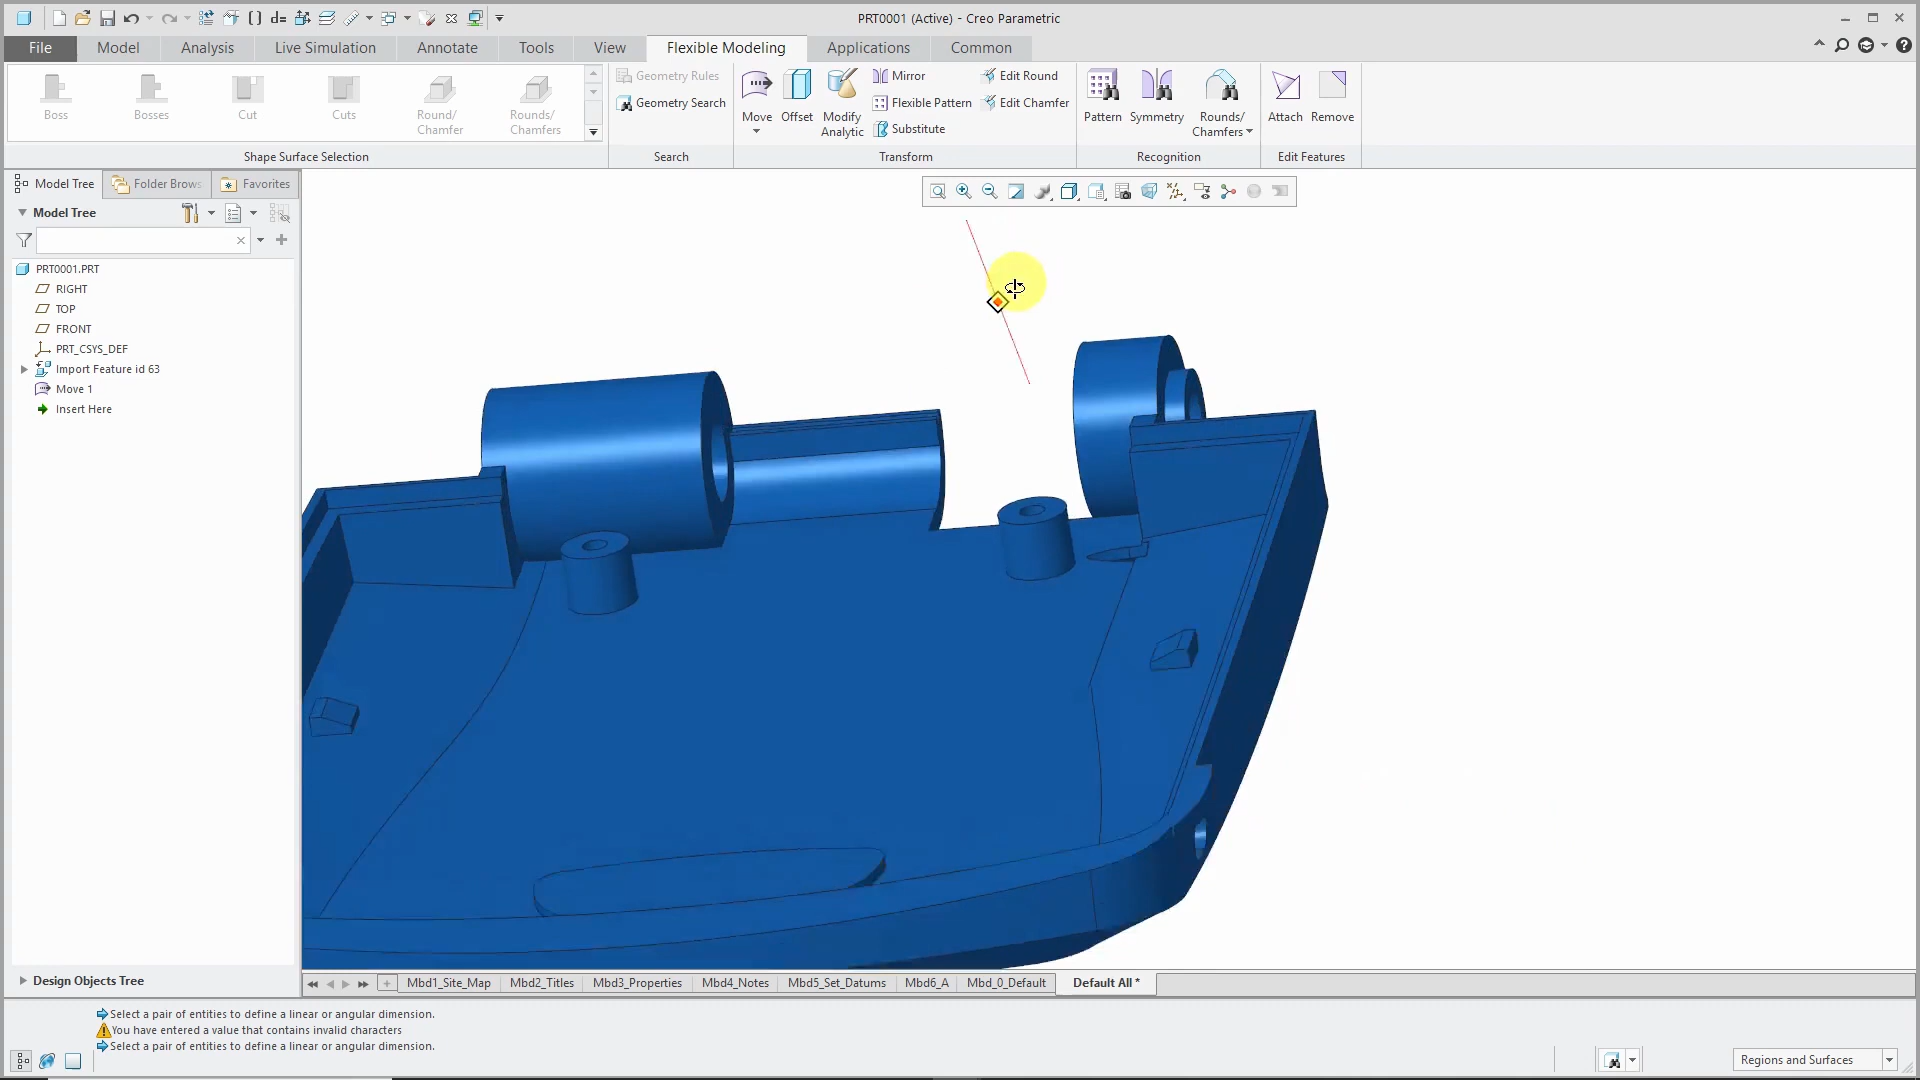 PRT0001 (Active) - Creo Parametric
File Model Analysis Live Simulation Annotate Tools View Flexible Modeling Applications Common
Boss Bosses Cut Cuts Round/ Chamfer Rounds/ Chamfers
Shape Surface Selection
Geometry Rules
Geometry Search
Search
Move Offset Modify Analytic
Mirror
Flexible Pattern
Substitute
Edit Round
Edit Chamfer
Transform
Pattern Symmetry Rounds/ Chamfers
Recognition
Attach Remove
Edit Features
Model Tree Folder Brows Favorites
Model Tree
PRT0001.PRT
RIGHT
TOP
FRONT
PRT_CSYS_DEF
Import Feature id 63
Move 1
Insert Here
Design Objects Tree
Mbd1_Site_Map Mbd2_Titles Mbd3_Properties Mbd4_Notes Mbd5_Set_Datums Mbd6_A Mbd_0_Default Default All *
Select a pair of entities to define a linear or angular dimension.
You have entered a value that contains invalid characters
Select a pair of entities to define a linear or angular dimension.
Regions and Surfaces